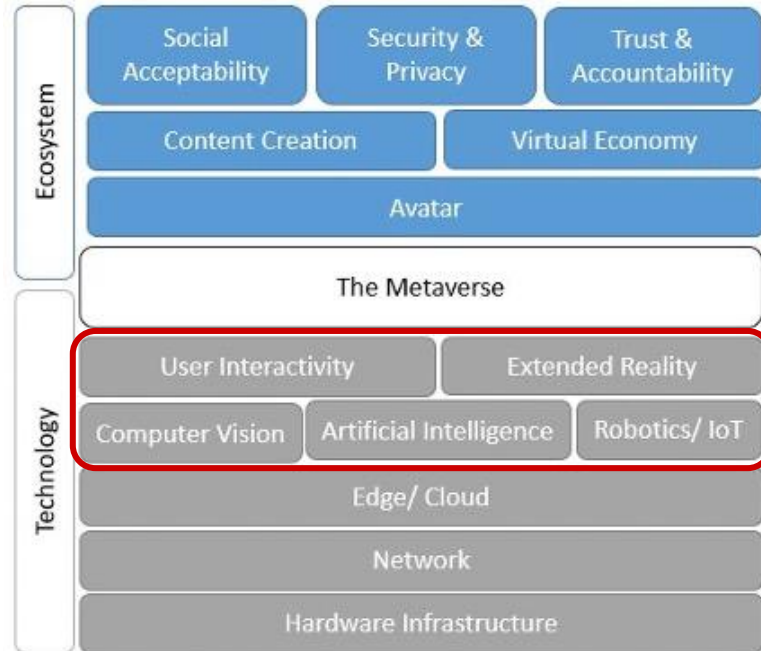 Ecosystem
Social
Acceptability
Security &
Privacy
Trust &
Accountability
Content Creation
Virtual Economy
Avatar
The Metaverse
Technology
User Interactivity
Extended Reality
Computer Vision
Artificial Intelligence
Robotics/ IoT
Edge/ Cloud
Network
Hardware Infrastructure